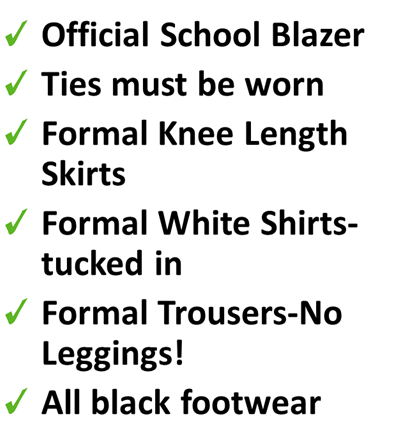 ✓ Official School Blazer
✓ Ties must be worn
✓ Formal Knee Length
Skirts
✓ Formal White Shirts-
tucked in
✓ Formal Trousers-No
Leggings!
✓ All black footwear